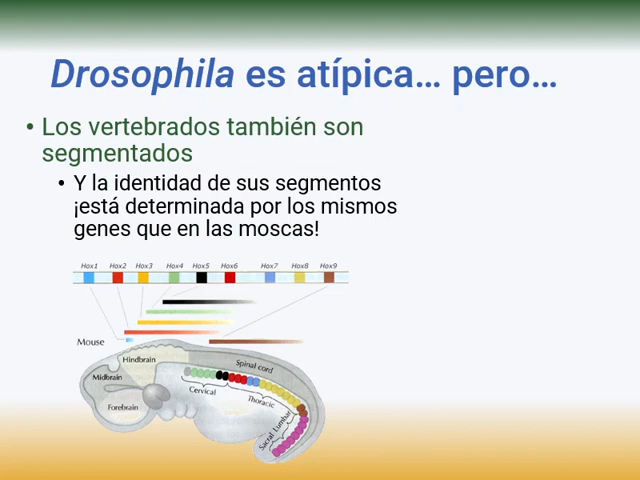 Drosophila es atípica… pero…
• Los vertebrados también son
segmentados
• Y la identidad de sus segmentos
¡está determinada por los mismos
genes que en las moscas!
Hox1 Hox2 Hox3 Hox4 Hox5 Hox6 Hox7 Hox8 Hox9
Mouse
Hindbrain
Spinal cord
Midbrain
Cervical
Thoracic
Forebrain
Lumbar
Sacral